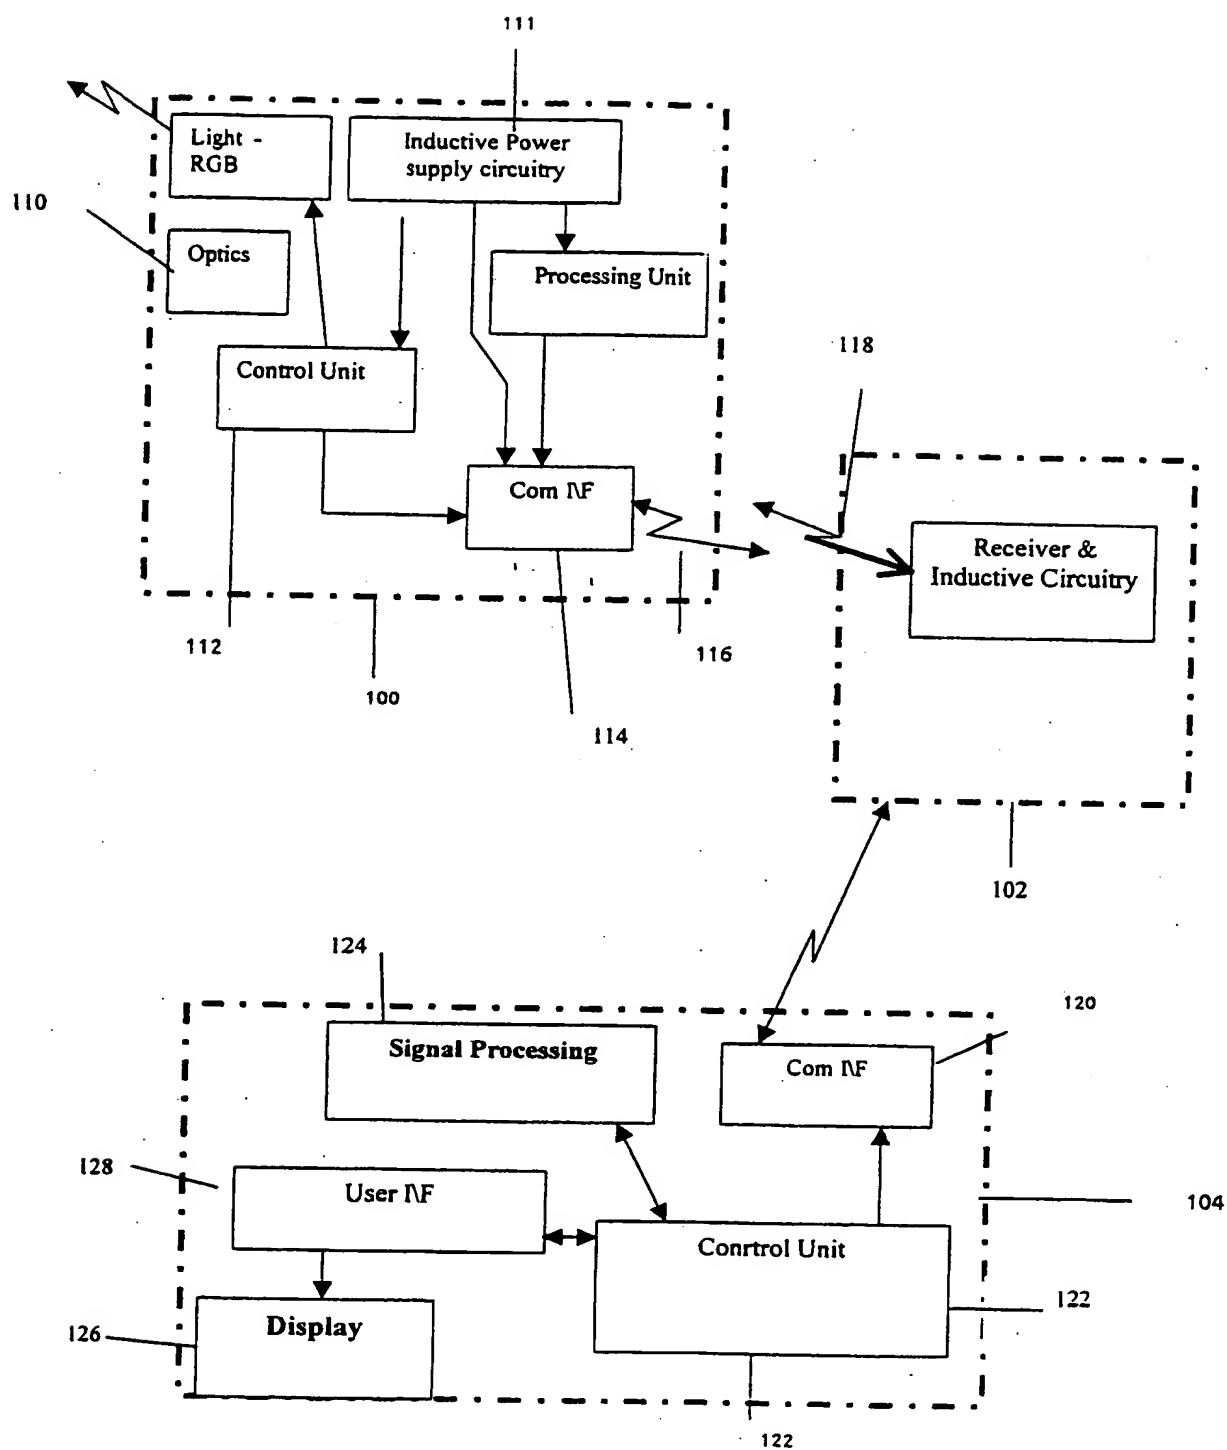 111
Light -
RGB
Inductive Power
supply circuitry
110
Optics
Processing Unit
118
Control Unit
Com I\F
Receiver &
Inductive Circuitry
112
116
100
114
102
124
120
Signal Processing
Com I\F
128
User I\F
104
Conrtrol Unit
122
Display
126
122